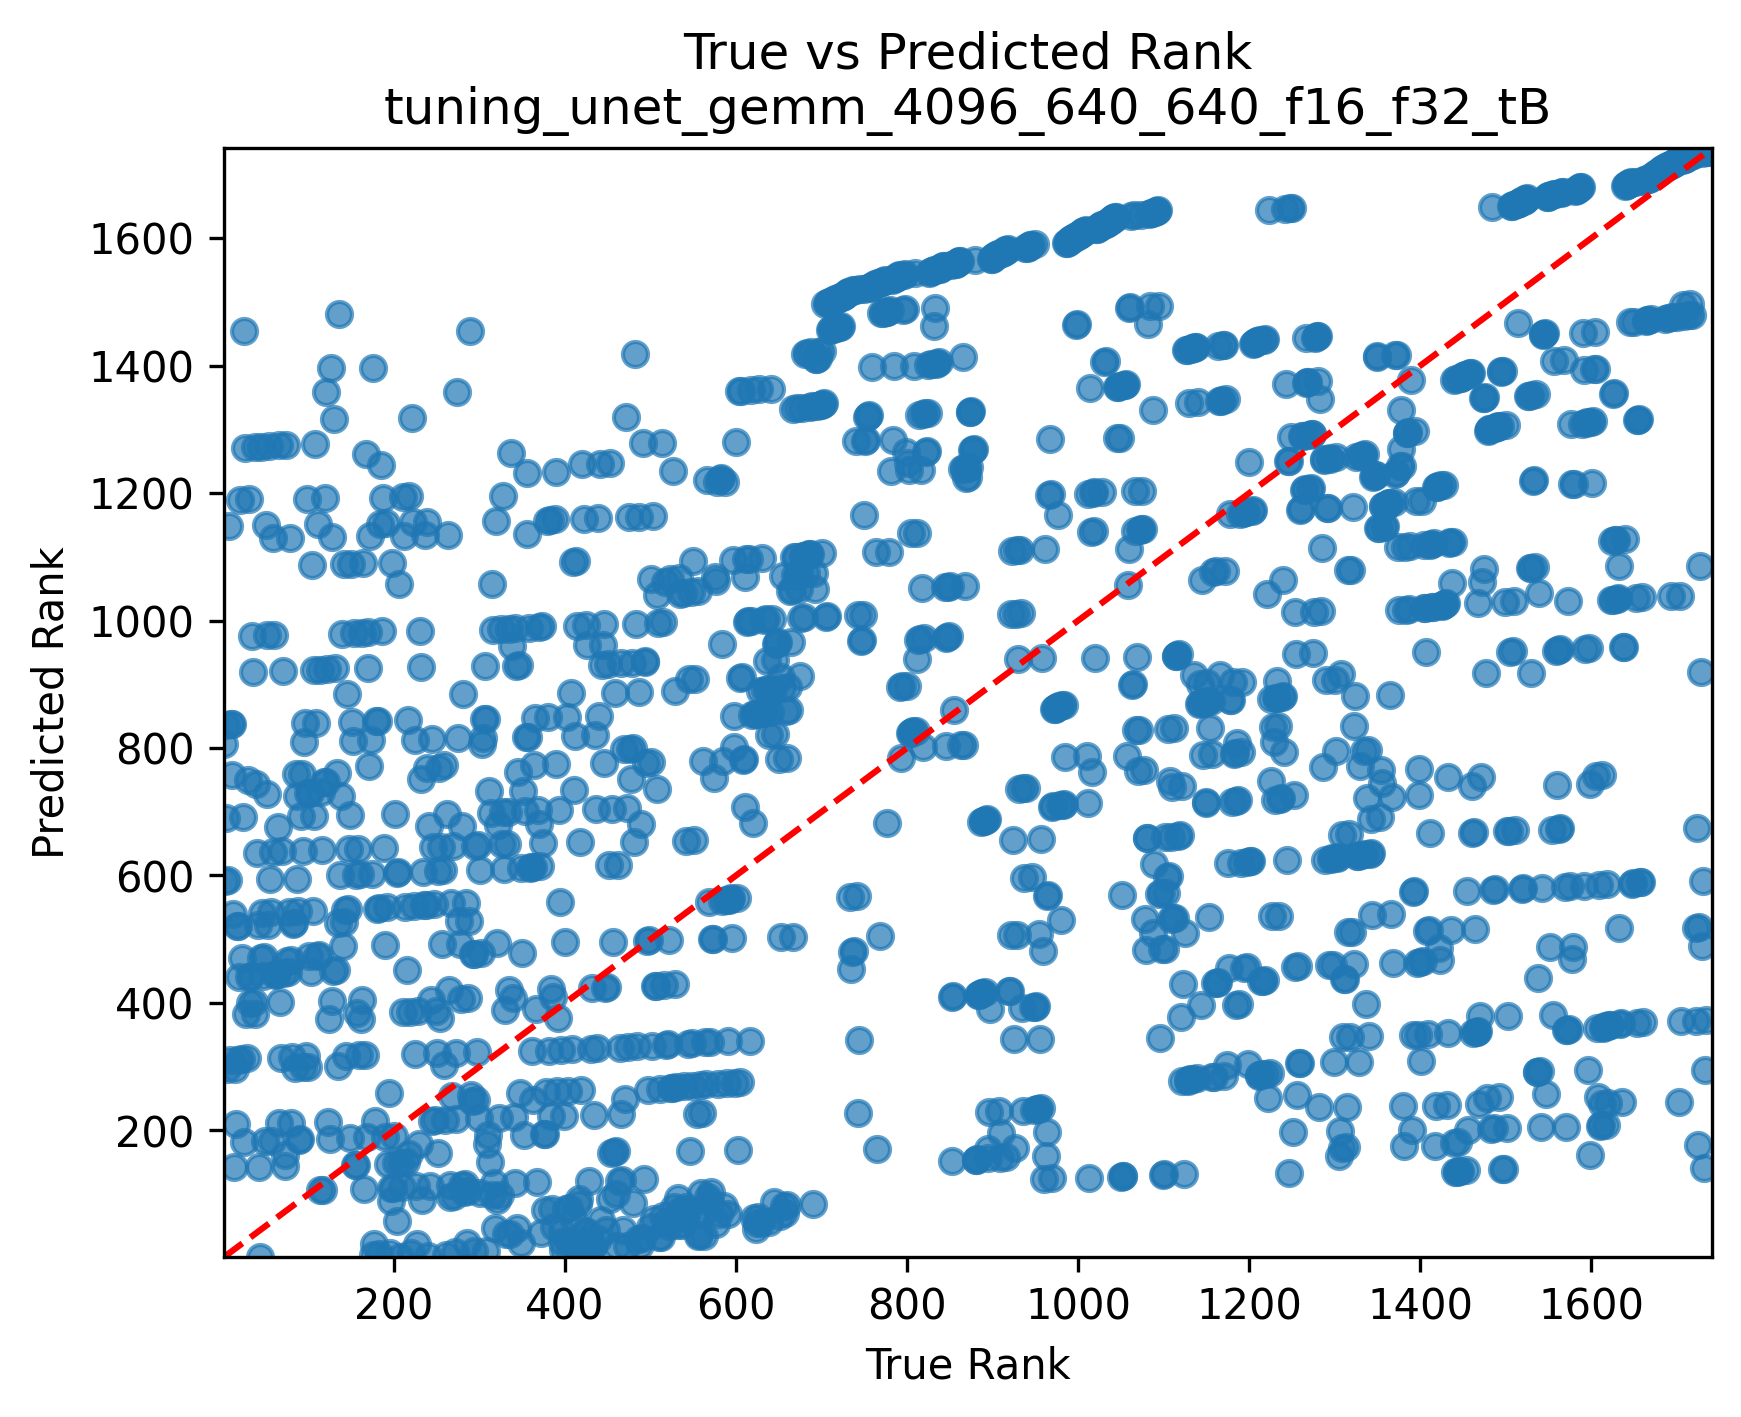 True vs Predicted Rank
tuning_unet_gemm_4096_640_640_f16_f32_tB
1600
1400
1200
1000
800
600
400
200
Predicted Rank
200 400 600 800 1000 1200 1400 1600
True Rank